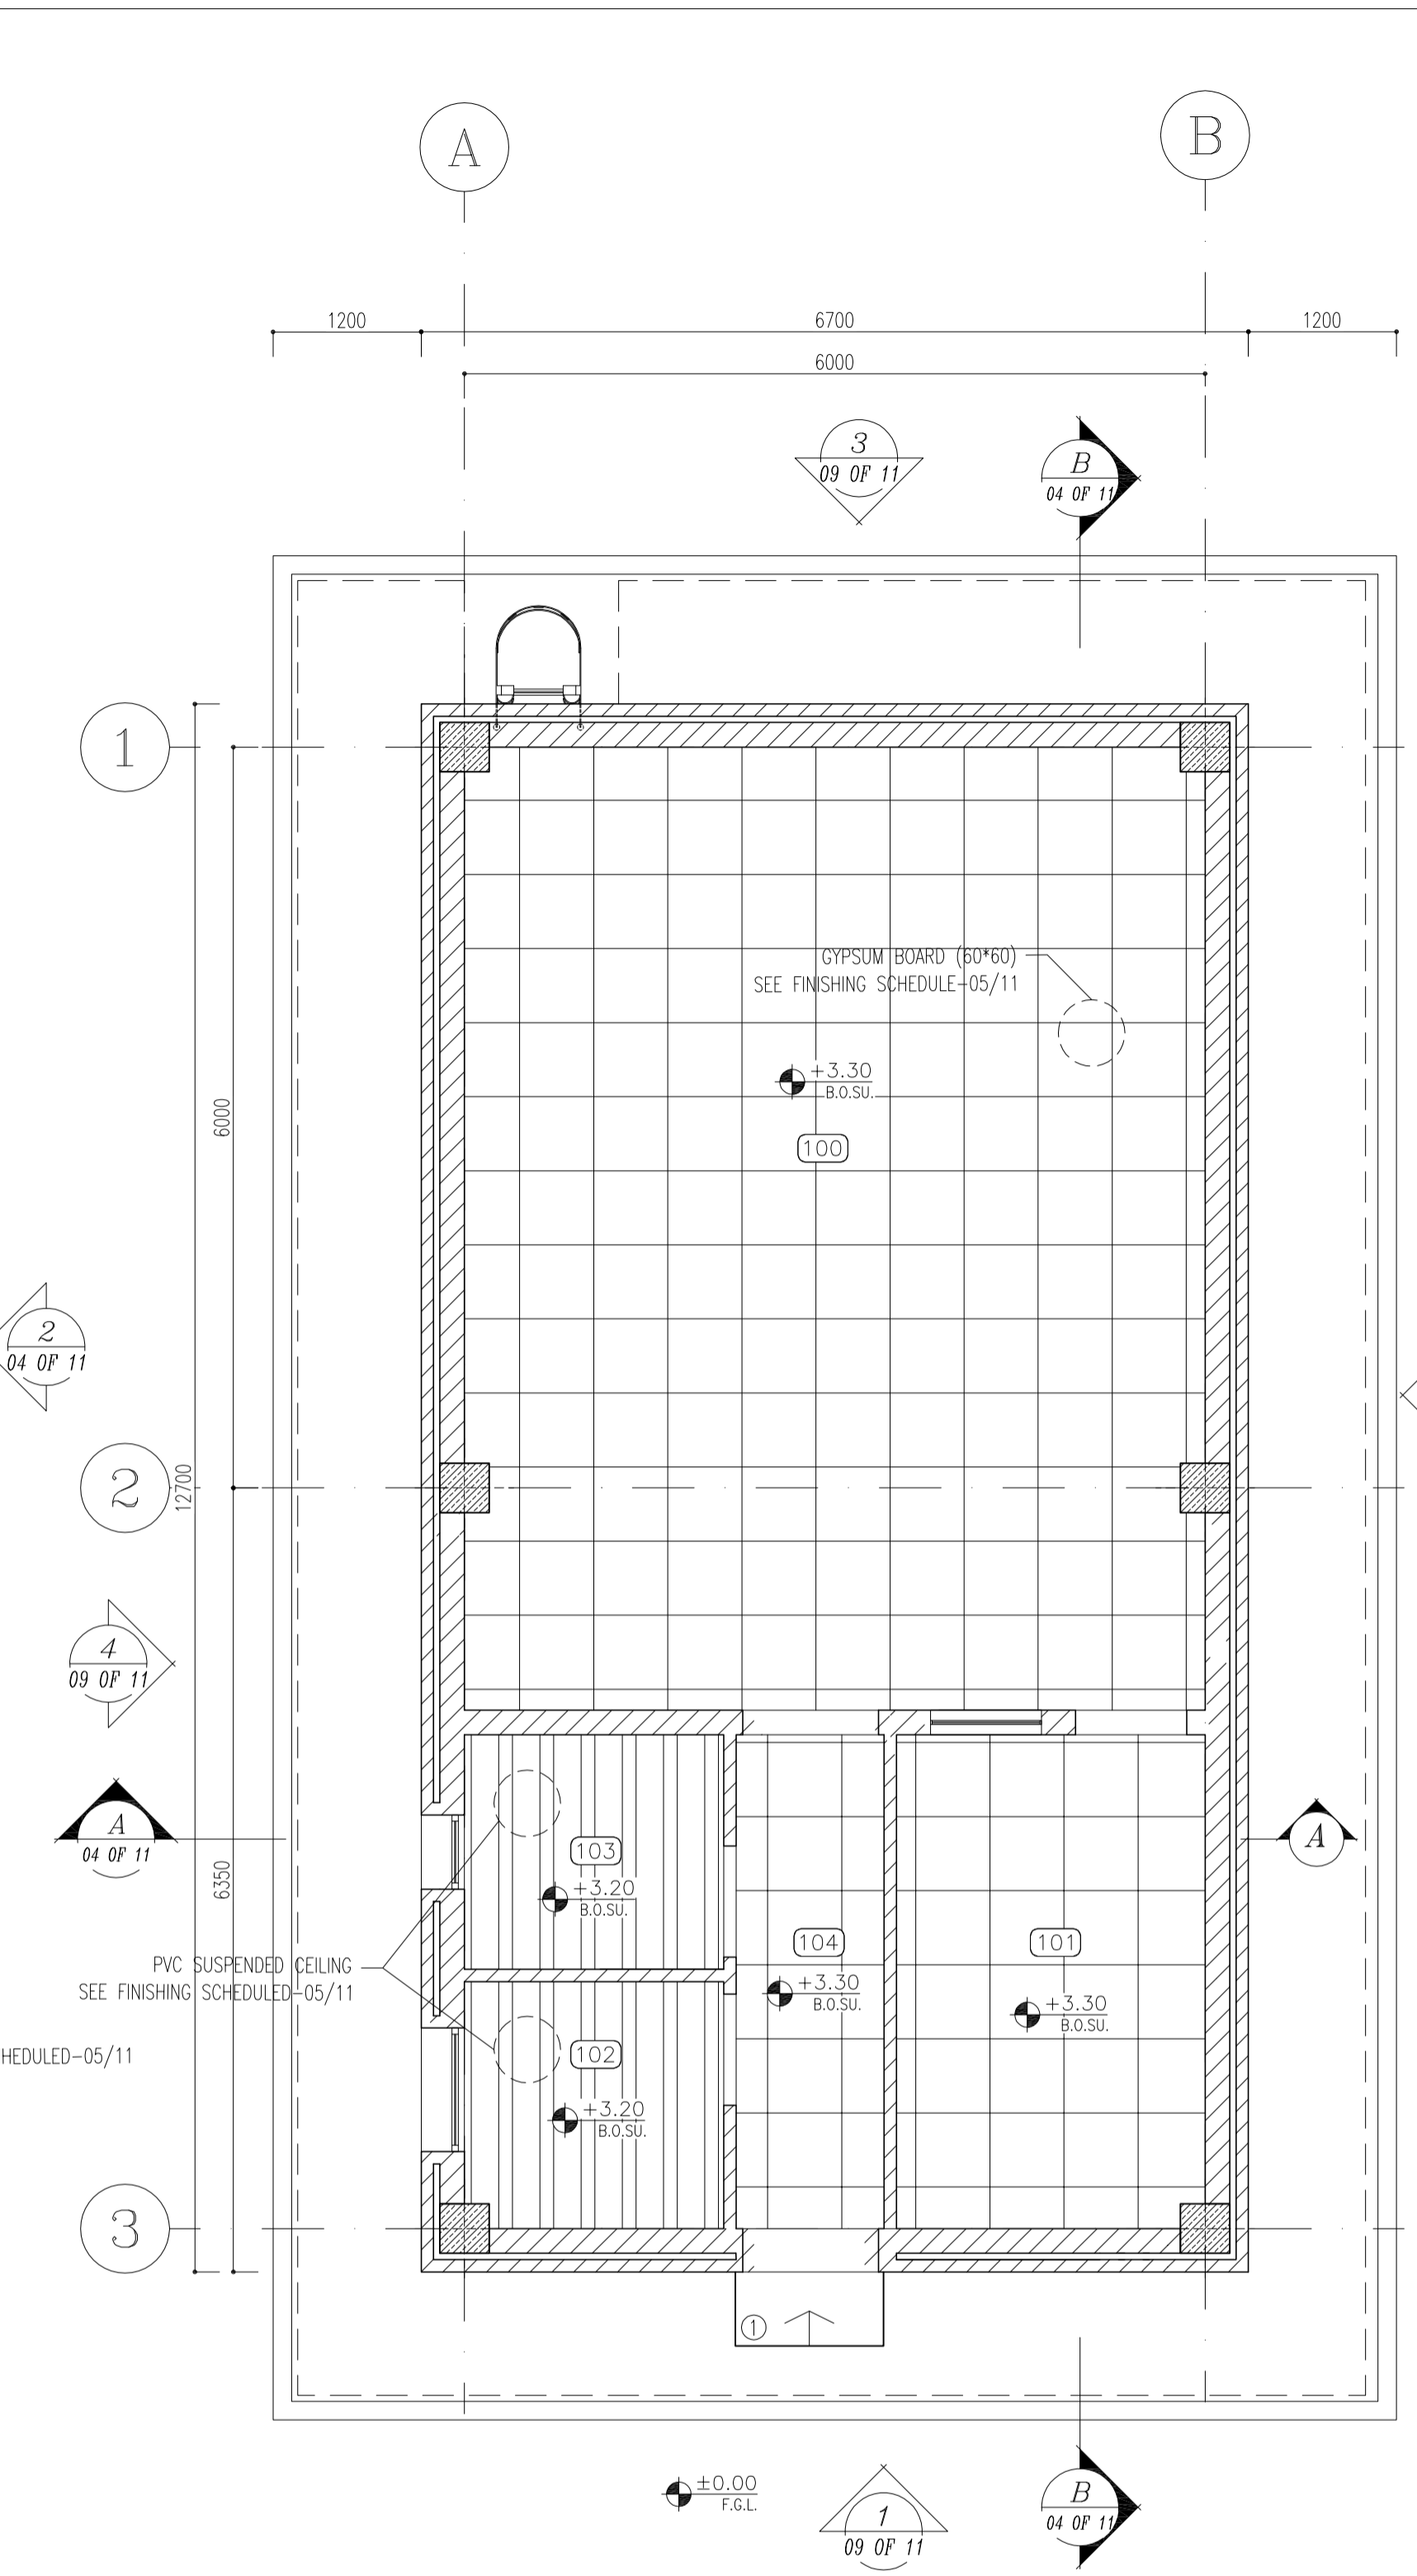 A
B
1200
6700
1200
6000
3
09 OF 11
B
04 OF 11
1
GYPSUM BOARD (60*60)
SEE FINISHING SCHEDULE-05/11
+3.30
B.O.SU.
100
6000
2
04 OF 11
2
12700
4
09 OF 11
A
04 OF 11
A
103
+3.20
B.O.SU.
6350
104
101
PVC SUSPENDED CEILING
SEE FINISHING SCHEDULED-05/11
+3.30
B.O.SU.
+3.30
B.O.SU.
HEDULED-05/11
102
+3.20
B.O.SU.
3
1
±0.00
F.G.L.
1
09 OF 11
B
04 OF 11